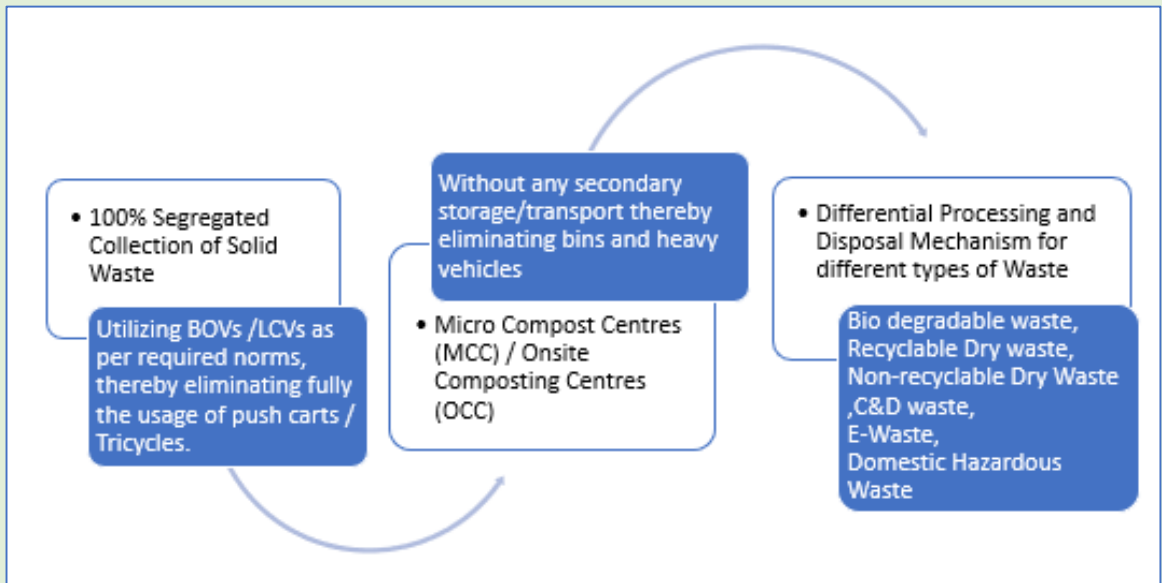 • 100% Segregated
Collection of Solid
Waste
Utilizing BOVs /LCVs as
per required norms,
thereby eliminating fully
the usage of push carts /
Tricycles.
Without any secondary
storage/transport thereby
eliminating bins and heavy
vehicles
• Micro Compost Centres
(MCC) / Onsite
Composting Centres
(OCC)
• Differential Processing and
Disposal Mechanism for
different types of Waste
Bio degradable waste,
Recyclable Dry waste,
Non-recyclable Dry Waste
,C&D waste,
E-Waste,
Domestic Hazardous
Waste